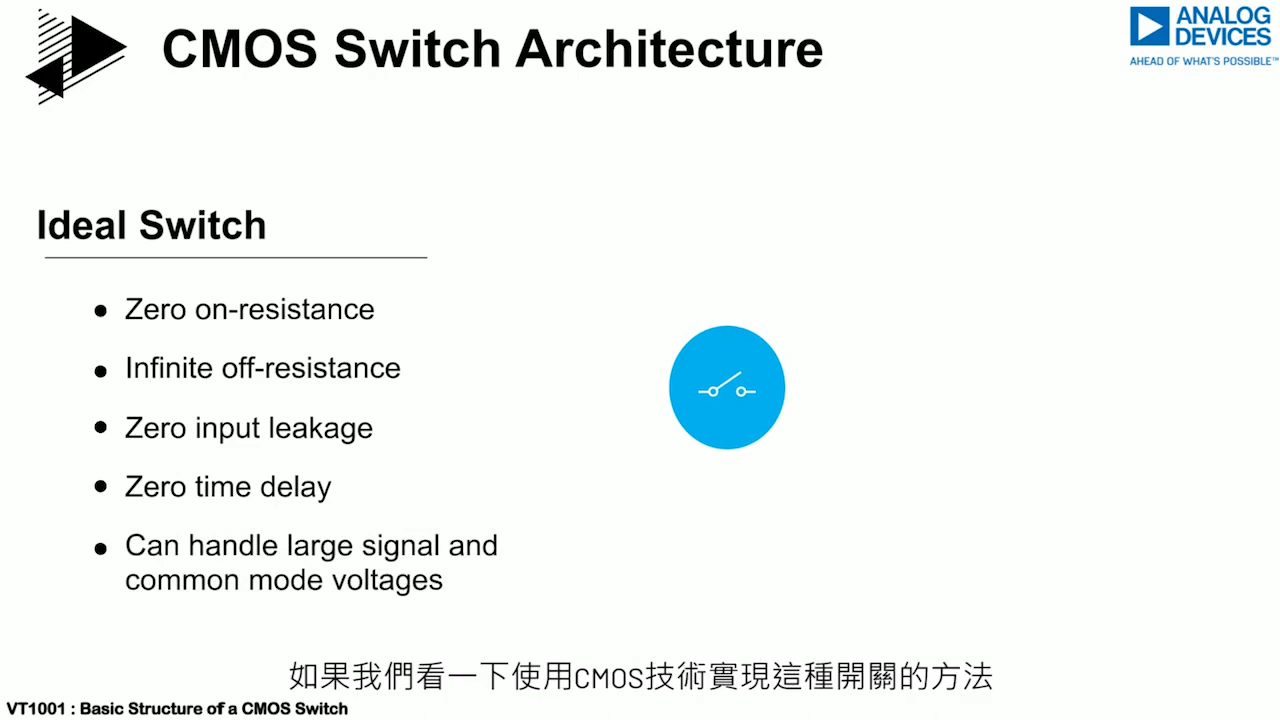 CMOS Switch Architecture
ANALOG
DEVICES
AHEAD OF WHAT'S POSSIBLE™
Ideal Switch
• Zero on-resistance
• Infinite off-resistance
• Zero input leakage
• Zero time delay
• Can handle large signal and
common mode voltages
如果我們看一下使用CMOS技術實現這種開關的方法
VT1001 : Basic Structure of a CMOS Switch